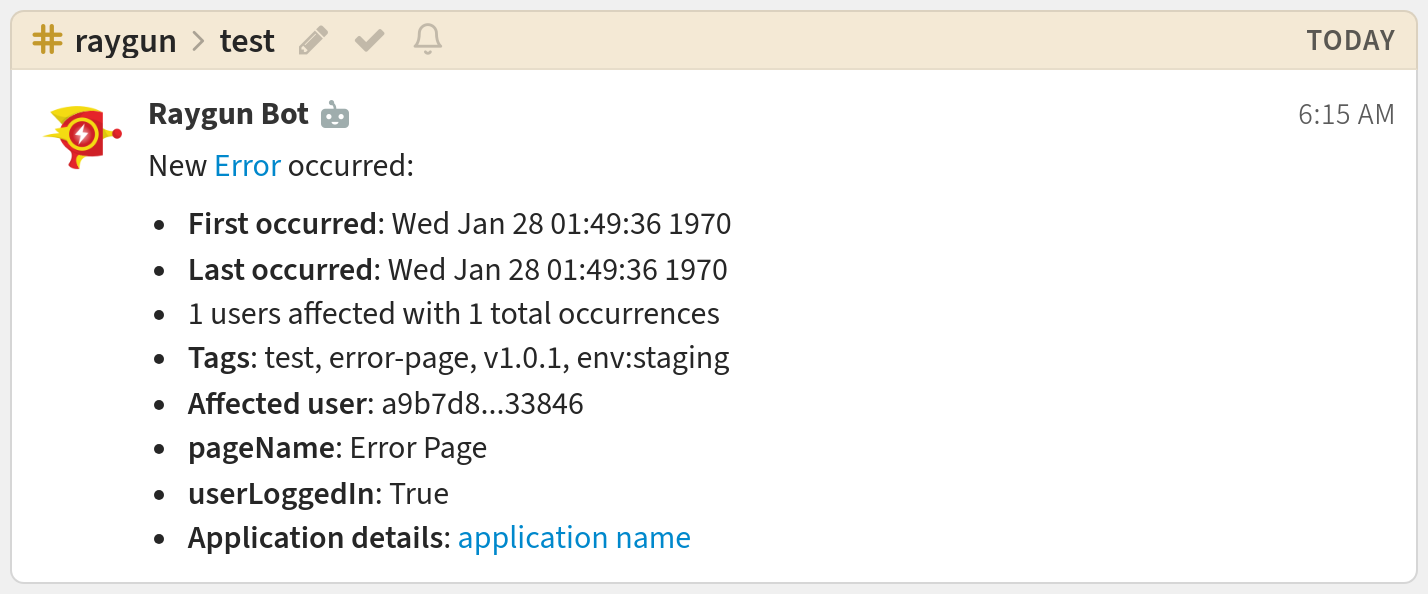 # raygun > test TODAY
Raygun Bot 6:15 AM
New Error occurred:
• First occurred: Wed Jan 28 01:49:36 1970
• Last occurred: Wed Jan 28 01:49:36 1970
• 1 users affected with 1 total occurrences
• Tags: test, error-page, v1.0.1, env:staging
• Affected user: a9b7d8...33846
• pageName: Error Page
• userLoggedIn: True
• Application details: application name